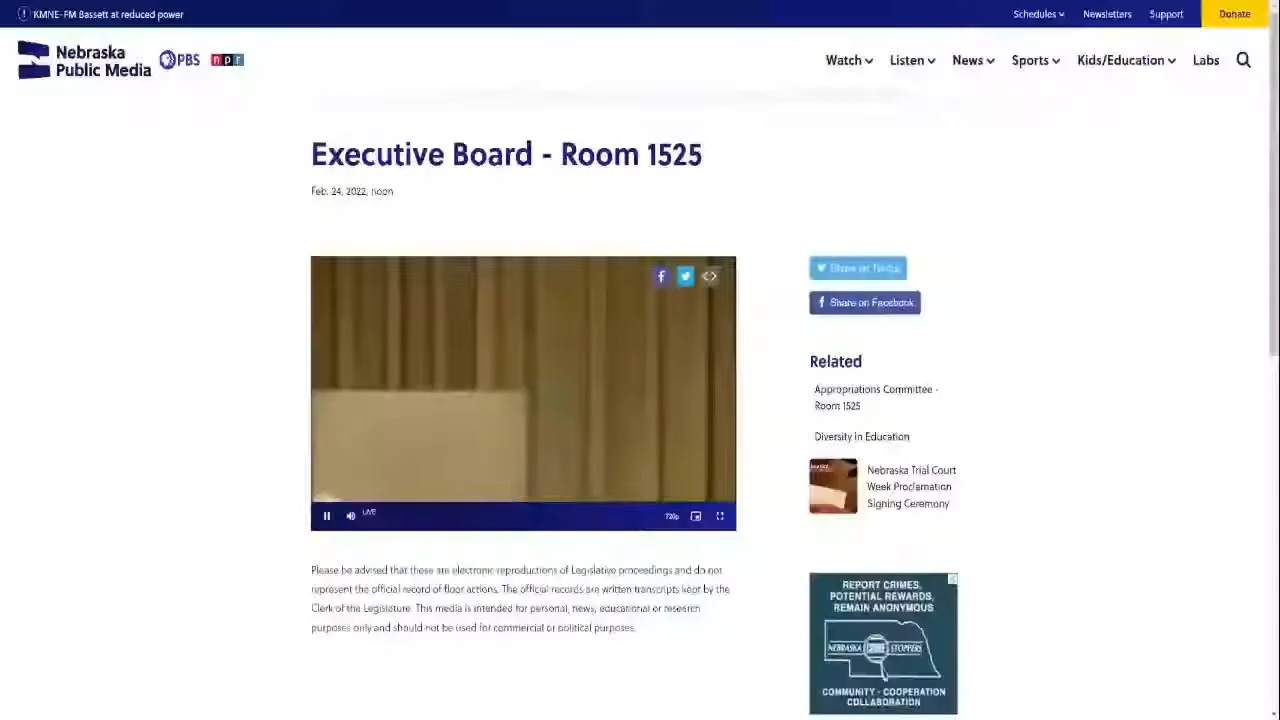 KMNE-FM Bassett at reduced power
Schedules
Newsletters
Support
Donate
Nebraska
Public Media
PBS
npr
Watch
Listen
News
Sports
Kids/Education
Labs
Executive Board - Room 1525
Feb. 24, 2022, noon
LIVE
720p
Please be advised that these are electronic reproductions of Legislative proceedings and do not
represent the official record of floor actions. The official records are written transcripts kept by the
Clerk of the Legislature. This media is intended for personal, news, educational or research
purposes only and should not be used for commercial or political purposes.
Share on Twitter
Share on Facebook
Related
Appropriations Committee -
Room 1525
Diversity in Education
Nebraska Trial Court
Week Proclamation
Signing Ceremony
REPORT CRIMES,
POTENTIAL REWARDS,
REMAIN ANONYMOUS
NEBRASKA CRIME STOPPERS
COMMUNITY - COOPERATION
COLLABORATION